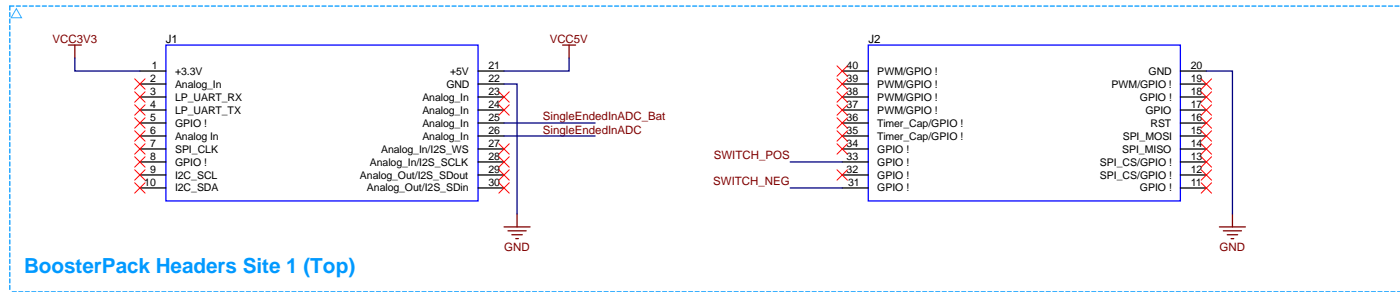 VCC3V3
J1
VCC5V
1 +3.3V +5V 21
2 Analog_In GND 22
3 LP_UART_RX Analog_In 23
4 LP_UART_TX Analog_In 24
5 GPIO ! Analog_In 25 SingleEndedInADC_Bat
6 Analog In Analog_In 26 SingleEndedInADC
7 SPI_CLK Analog_In/I2S_WS 27
8 GPIO ! Analog_In/I2S_SCLK 28
9 I2C_SCL Analog_Out/I2S_SDout 29
10 I2C_SDA Analog_Out/I2S_SDin 30
GND
J2
40 PWM/GPIO ! GND 20
39 PWM/GPIO ! PWM/GPIO ! 19
38 PWM/GPIO ! GPIO ! 18
37 PWM/GPIO ! GPIO 17
36 Timer_Cap/GPIO ! RST 16
35 Timer_Cap/GPIO ! SPI_MOSI 15
34 GPIO ! SPI_MISO 14
SWITCH_POS 33 GPIO ! SPI_CS/GPIO ! 13
32 GPIO ! SPI_CS/GPIO ! 12
SWITCH_NEG 31 GPIO ! GPIO ! 11
GND
BoosterPack Headers Site 1 (Top)